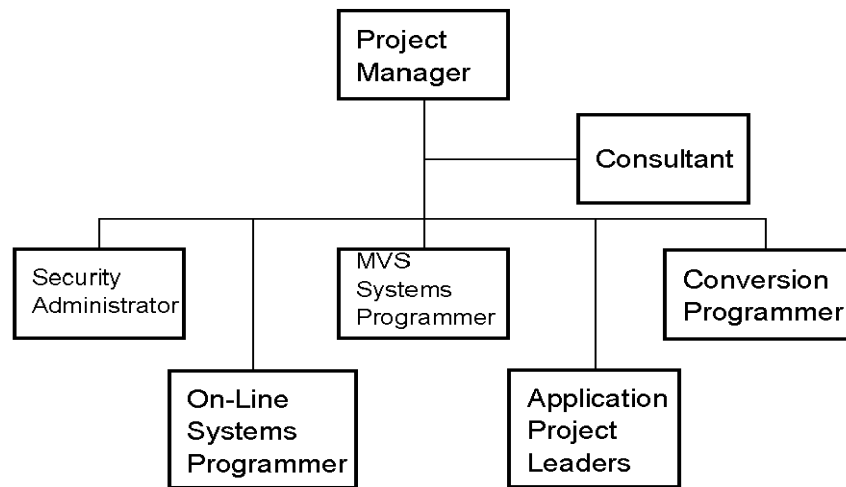 Project
Manager
Consultant
Security
Administrator
MVS
Systems
Programmer
Conversion
Programmer
On-Line
Systems
Programmer
Application
Project
Leaders